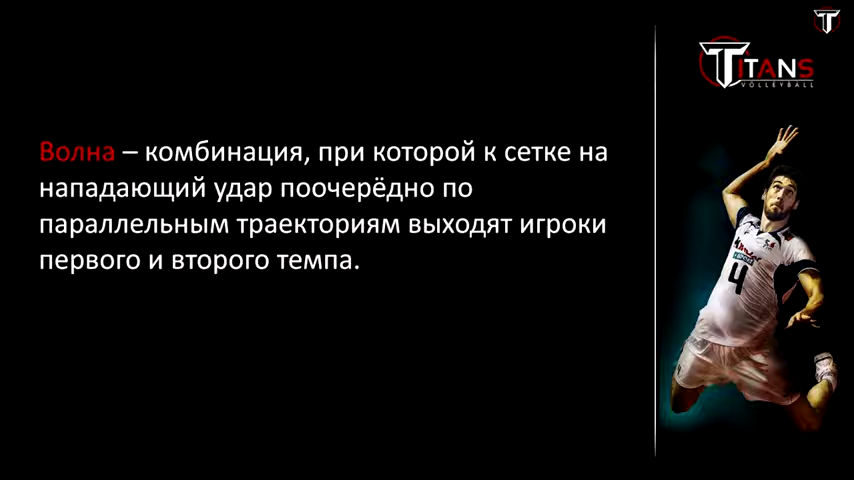 Волна – комбинация, при которой к сетке на
нападающий удар поочерёдно по
параллельным траекториям выходят игроки
первого и второго темпа.
TITANS
VOLLEYBALL
4